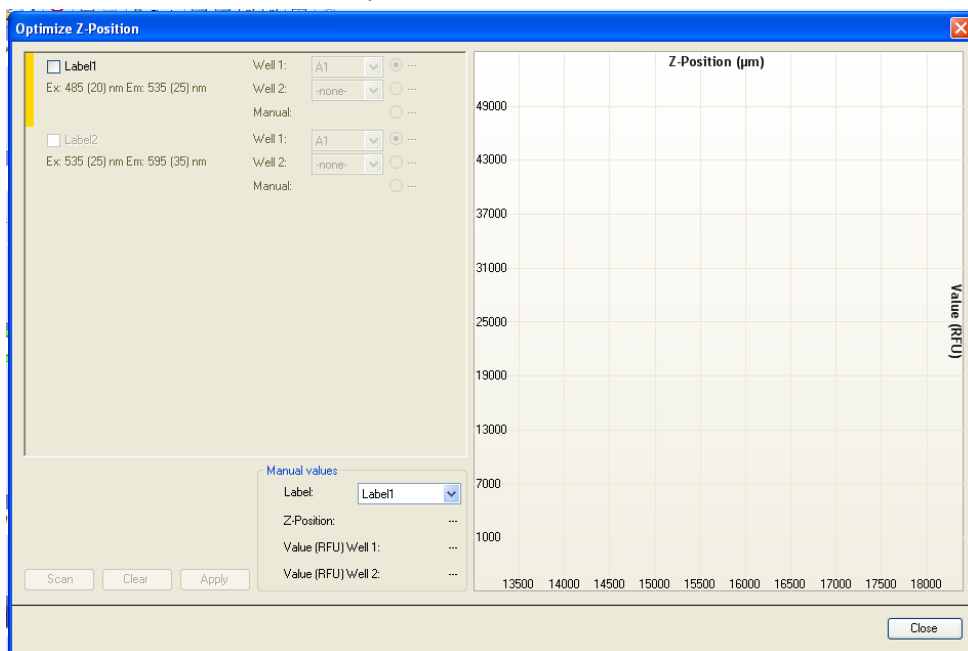 Optimize Z-Position
Label1 Well 1: A1 ---
Ex: 485 (20) nm Em: 535 (25) nm Well 2: -none- ---
Manual: ---
Label2 Well 1: A1 ---
Ex: 535 (25) nm Em: 595 (35) nm Well 2: -none- ---
Manual: ---
Manual values
Label: Label1
Z-Position: ---
Value (RFU) Well 1: ---
Value (RFU) Well 2: ---
Scan Clear Apply
Z-Position (µm)
49000
43000
37000
31000
25000
19000
13000
7000
1000
Value (RFU)
13500 14000 14500 15000 15500 16000 16500 17000 17500 18000
Close